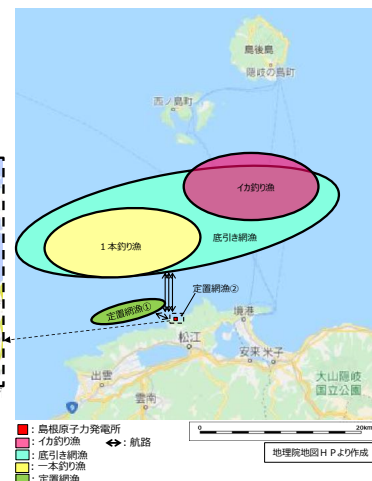 島後島
隠岐の島町
西ノ島町
イカ釣り漁
底引き網漁
1本釣り漁
定置網漁②
定置網漁①
境港
松江
安来 米子
出雲
大山隠岐
国立公園
雲南
9
0 20km
:島根原子力発電所
:イカ釣り漁 :航路
:底引き網漁
:一本釣り漁
:定置網漁
地理院地図HPより作成